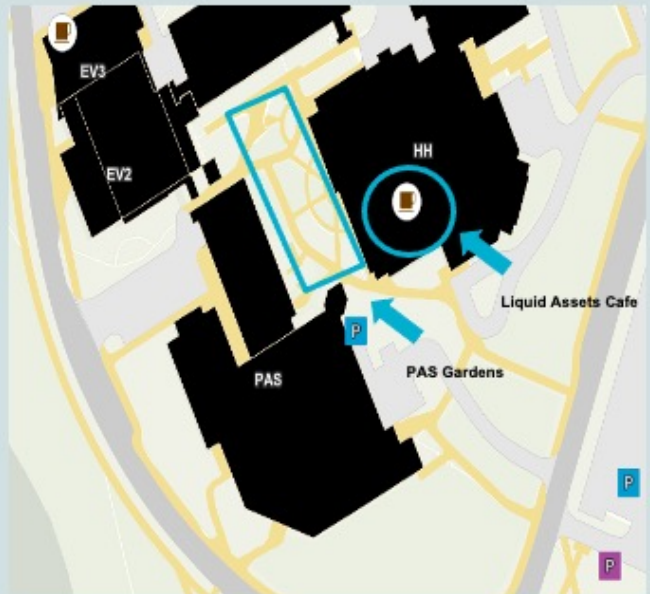 EV3
EV2
HH
Liquid Assets Cafe
P
PAS Gardens
PAS
P
P